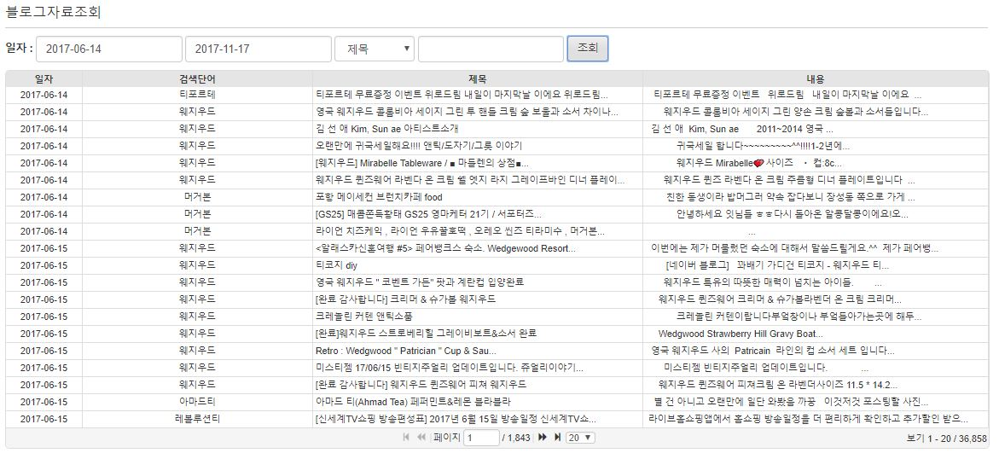 블로그자료조회
일자 : 2017-06-14 2017-11-17 제목 조회
일자 검색단어 제목 내용
2017-06-14 티포르테 티포르테 무료증정 이벤트 위로드림 내일이 마지막날 이에요 위로드림... 티포르테 무료증정 이벤트 위로드림 내일이 마지막날 이에요 ...
2017-06-14 웨지우드 영국 웨지우드 콜롬비아 세이지 그린 투 핸들 크림 숲 보울과 소서 차이나... 웨지우드 콜롬비아 세이지 그린 양손 크림 숲봄과 소서들입니다...
2017-06-14 웨지우드 김 선 애 Kim, Sun ae 아티스트소개 김 선 애 Kim, Sun ae 2011~2014 영국 ...
2017-06-14 웨지우드 오랜만에 귀국세일해요!!!! 앤틱/도자기/그릇 이야기 귀국세일 합니다~~~~~~~~~^^!!!!1-2년에...
2017-06-14 웨지우드 [웨지우드] Mirabelle Tableware / ■ 마들렌의 상점■... 웨지우드 Mirabelle💕 사이즈 ・ 컵:8c...
2017-06-14 웨지우드 웨지우드 퀸즈웨어 라벤다 온 크림 쉘 엣지 라지 그레이프바인 디너 플레이... 웨지우드 퀸즈 라벤다 온 크림 주름형 디너 플레이트입니다 ...
2017-06-14 머거본 포항 메이세컨 브런치카페 food 친한 동생이라 밥머그러 약속 잡다보니 장성동 쪽으로 가게 ...
2017-06-14 머거본 [GS25] 매콤쫀득황태 GS25 영마케터 21기 / 서포터즈... 안녕하세요 잇님들 ㅎㅎ다시 돌아온 알콩달콩이에요!오...
2017-06-14 머거본 라이언 치즈케익 , 라이언 우유꿀호떡 , 오레오 씬즈 티라미수 , 머거본... ...
2017-06-15 웨지우드 <알래스카신혼여행 #5> 페어뱅크스 숙소. Wedgewood Resort... 이번에는 제가 머물렀던 숙소에 대해서 말씀드릴게요.^^ 제가 페어뱅...
2017-06-15 웨지우드 티코지 diy [네이버 블로그] 꽈배기 가디건 티코지 - 웨지우드 티...
2017-06-15 웨지우드 영국 웨지우드 " 코벤트 가든" 팟과 계란컵 입양완료 웨지우드 특유의 따뜻한 매력이 넘치는 아이들. ...
2017-06-15 웨지우드 [완료 감사합니다] 크리머 & 슈가볼 웨지우드 웨지우드 퀸즈웨어 크리머 & 슈가볼라벤더 온 크림 크리머...
2017-06-15 웨지우드 크레놀린 커텐 앤틱소품 크레놀린 커텐이랍니다부엌창이나 부엌들어가는곳에 해두...
2017-06-15 웨지우드 [완료]웨지우드 스트로베리힐 그레이비보트&소서 완료 Wedgwood Strawberry Hill Gravy Boat...
2017-06-15 웨지우드 Retro : Wedgwood " Patrician " Cup & Sau... 영국 웨지우드 사의 Patricain 라인의 컵 소서 세트 입니다...
2017-06-15 웨지우드 미스티젬 17/06/15 빈티지주얼리 업데이트입니다. 쥬얼리이야기... 미스티젬 빈티지주얼리 업데이트입니다. ...
2017-06-15 웨지우드 [완료 감사합니다] 웨지우드 퀸즈웨어 피쳐 웨지우드 웨지우드 퀸즈웨어 피쳐크림 온 라벤더사이즈 11.5 * 14.2...
2017-06-15 아마드티 아마드 티(Ahmad Tea) 페퍼민트&레몬 블라블라 별 건 아니고 오랜만에 일단 와봤음 까꿍 이것저것 포스팅할 사진...
2017-06-15 레볼루션티 [신세계TV쇼핑 방송편성표] 2017년 6월 15일 방송일정 신세계TV쇼... 라이브홈쇼핑앱에서 홈쇼핑 방송일정을 더 편리하게 확인하고 추가할인 받으...
페이지 1 / 1,843 20 보기 1 - 20 / 36,858